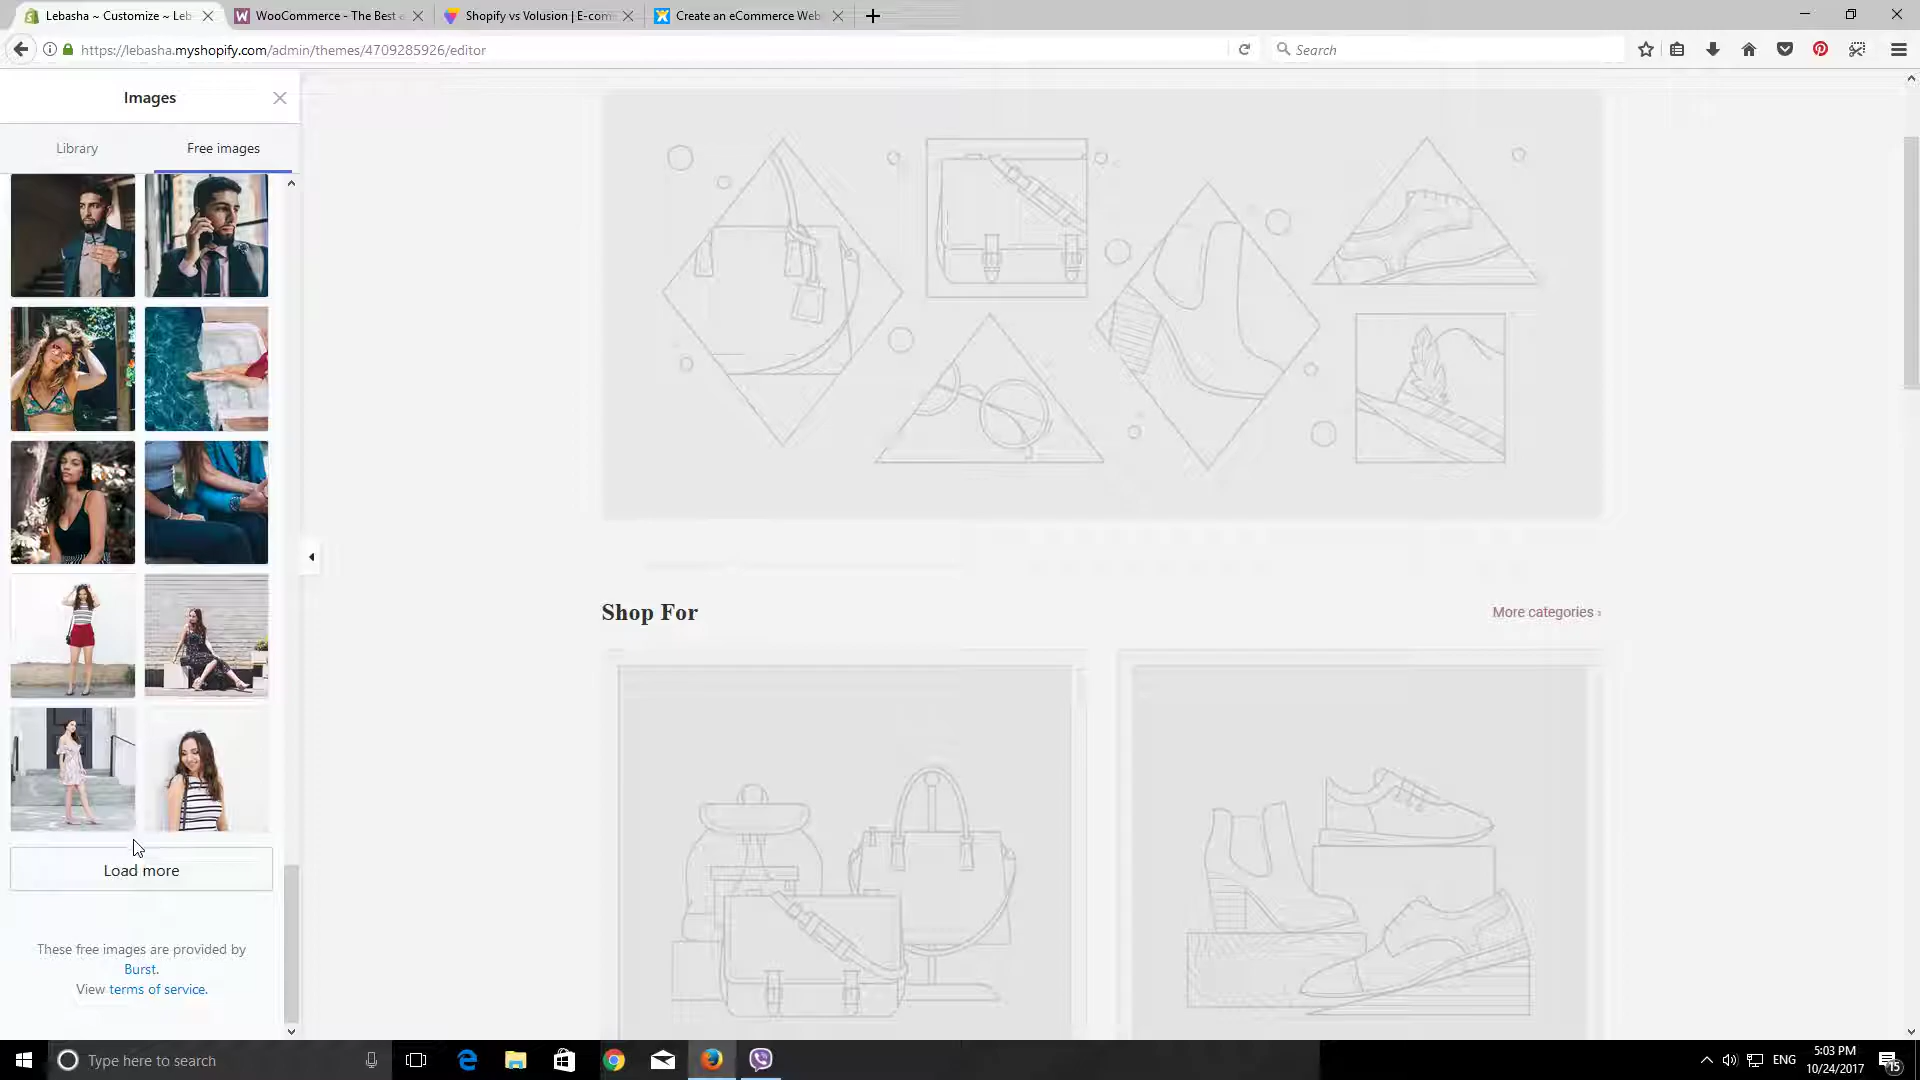 Lebasha ~ Customize ~ Leb
WooCommerce - The Best e
Shopify vs Volusion | E-com
Create an eCommerce Web
https://lebasha.myshopify.com/admin/themes/4709285926/editor
Search
Images
Library
Free images
Load more
These free images are provided by
Burst.
View terms of service.
Shop For
More categories ›
Type here to search
ENG
5:03 PM
10/24/2017
15